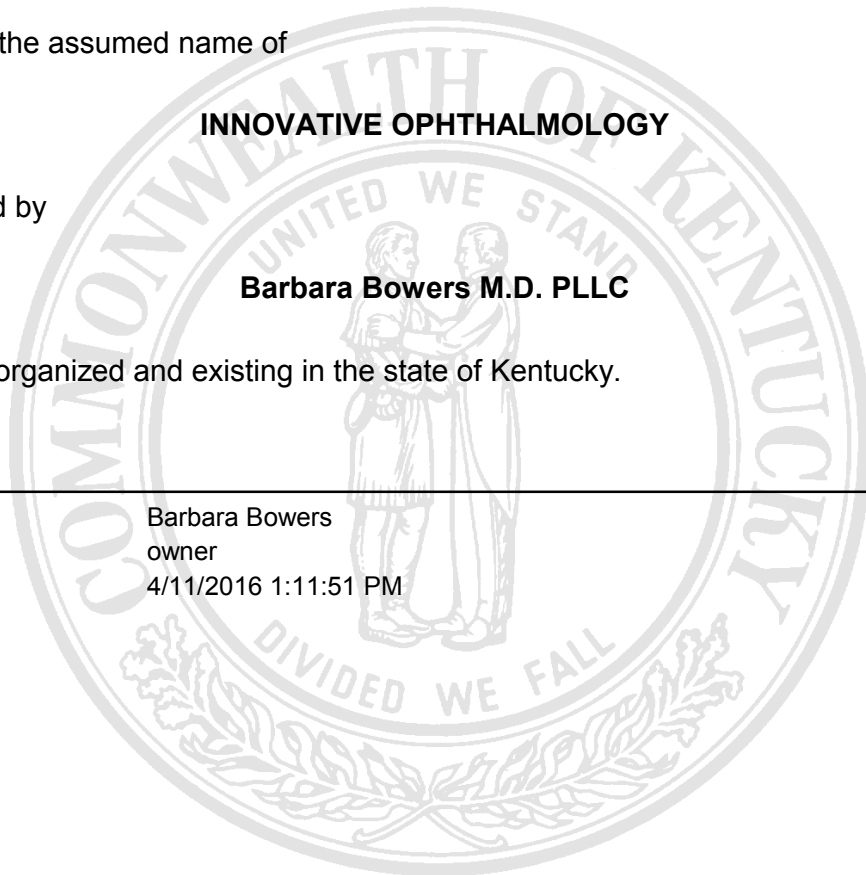 the assumed name of
INNOVATIVE OPHTHALMOLOGY
d by
Barbara Bowers M.D. PLLC
organized and existing in the state of Kentucky.
Barbara Bowers
owner
4/11/2016 1:11:51 PM
COMMONWEALTH OF KENTUCKY
UNITED WE STAND
DIVIDED WE FALL